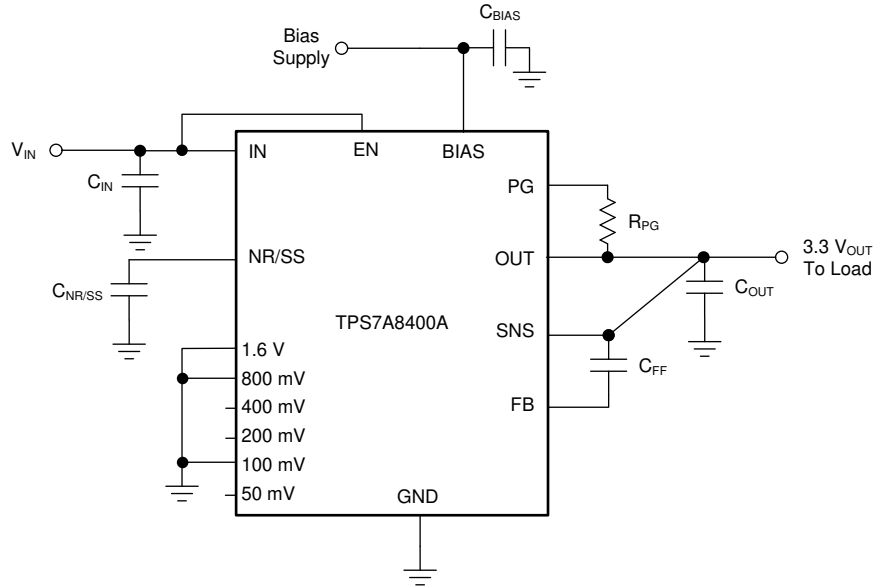 C_BIAS
Bias
Supply
V_IN
IN
EN
BIAS
C_IN
PG
R_PG
NR/SS
OUT
3.3 V_OUT
To Load
C_NR/SS
C_OUT
TPS7A8400A
SNS
1.6 V
800 mV
C_FF
400 mV
FB
200 mV
100 mV
50 mV
GND